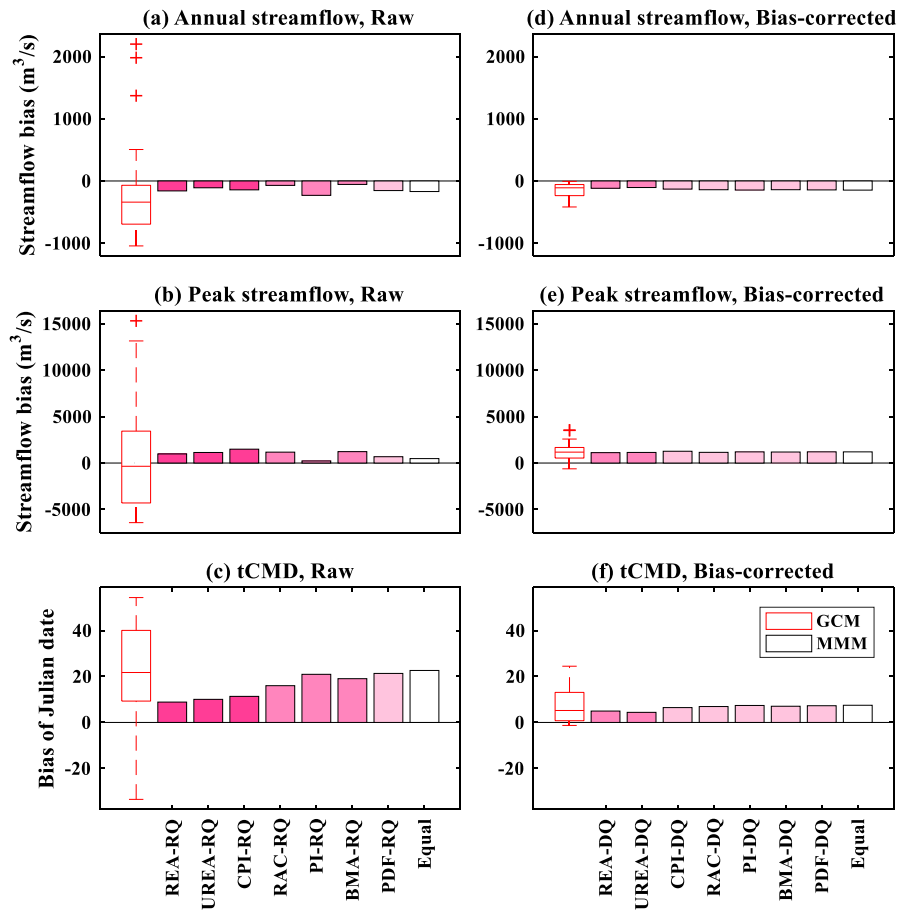 (a) Annual streamflow, Raw
Streamflow bias (m³/s)
2000
1000
0
-1000
(d) Annual streamflow, Bias-corrected
2000
1000
0
-1000
(b) Peak streamflow, Raw
Streamflow bias (m³/s)
15000
10000
5000
0
-5000
(e) Peak streamflow, Bias-corrected
15000
10000
5000
0
-5000
(c) tCMD, Raw
Bias of Julian date
40
20
0
-20
REA-RQ
UREA-RQ
CPI-RQ
RAC-RQ
PI-RQ
BMA-RQ
PDF-RQ
Equal
(f) tCMD, Bias-corrected
40
20
0
-20
GCM
MMM
REA-DQ
UREA-DQ
CPI-DQ
RAC-DQ
PI-DQ
BMA-DQ
PDF-DQ
Equal